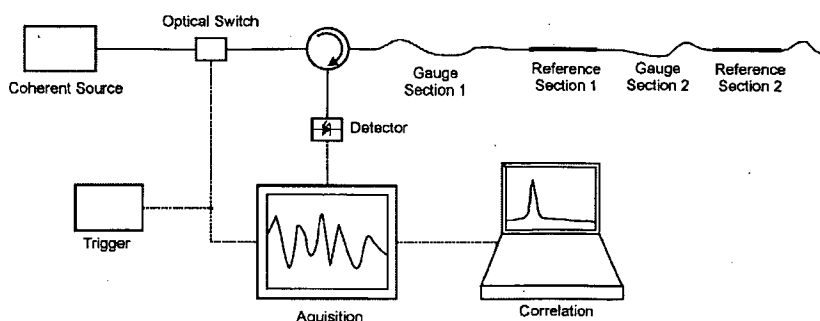 Optical Switch
Coherent Source
Gauge
Section 1
Reference
Section 1
Gauge
Section 2
Reference
Section 2
Detector
Trigger
Aquisition
Correlation